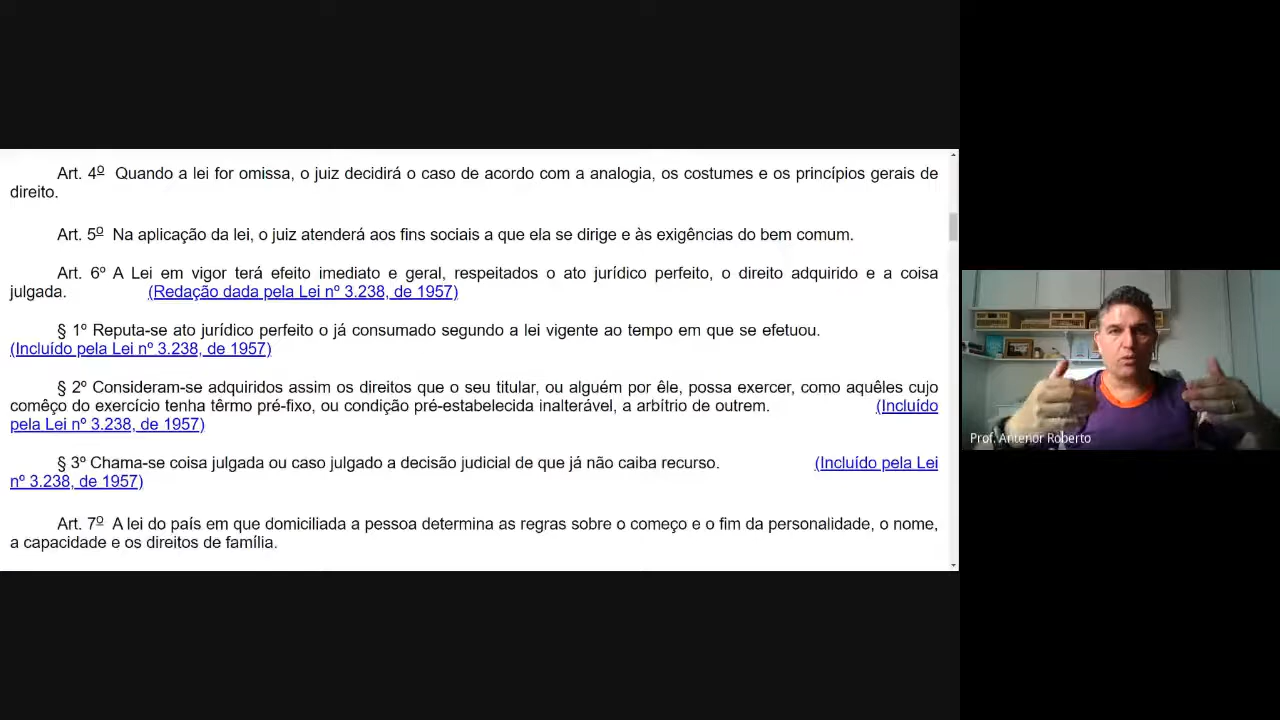 Art. 4º Quando a lei for omissa, o juiz decidirá o caso de acordo com a analogia, os costumes e os princípios gerais de
direito.
Art. 5º Na aplicação da lei, o juiz atenderá aos fins sociais a que ela se dirige e às exigências do bem comum.
Art. 6º A Lei em vigor terá efeito imediato e geral, respeitados o ato jurídico perfeito, o direito adquirido e a coisa
julgada. (Redação dada pela Lei nº 3.238, de 1957)
§ 1º Reputa-se ato jurídico perfeito o já consumado segundo a lei vigente ao tempo em que se efetuou.
(Incluído pela Lei nº 3.238, de 1957)
§ 2º Consideram-se adquiridos assim os direitos que o seu titular, ou alguém por êle, possa exercer, como aquêles cujo
comêço do exercício tenha têrmo pré-fixo, ou condição pré-estabelecida inalterável, a arbítrio de outrem. (Incluído
pela Lei nº 3.238, de 1957)
§ 3º Chama-se coisa julgada ou caso julgado a decisão judicial de que já não caiba recurso. (Incluído pela Lei
nº 3.238, de 1957)
Art. 7º A lei do país em que domiciliada a pessoa determina as regras sobre o começo e o fim da personalidade, o nome,
a capacidade e os direitos de família.
Prof. Antenor Roberto